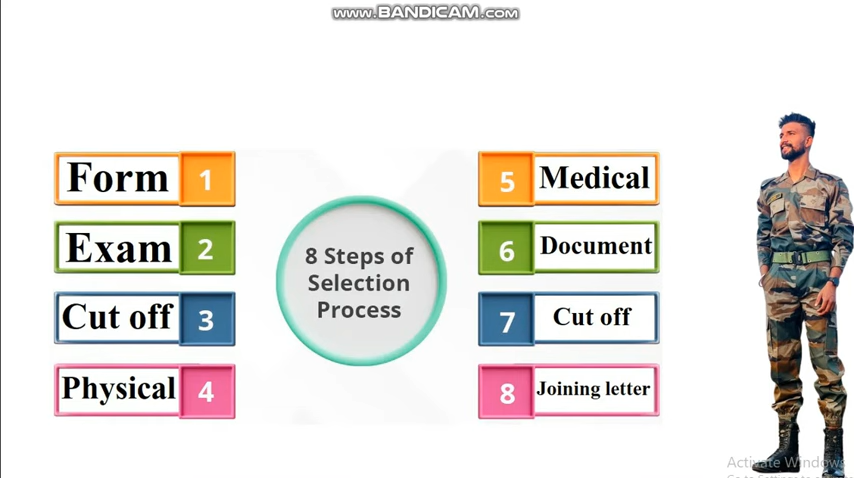 www.BANDICAM.com
Form 1
Exam 2
Cut off 3
Physical 4
8 Steps of
Selection
Process
5 Medical
6 Document
7 Cut off
8 Joining letter
Activate Windows